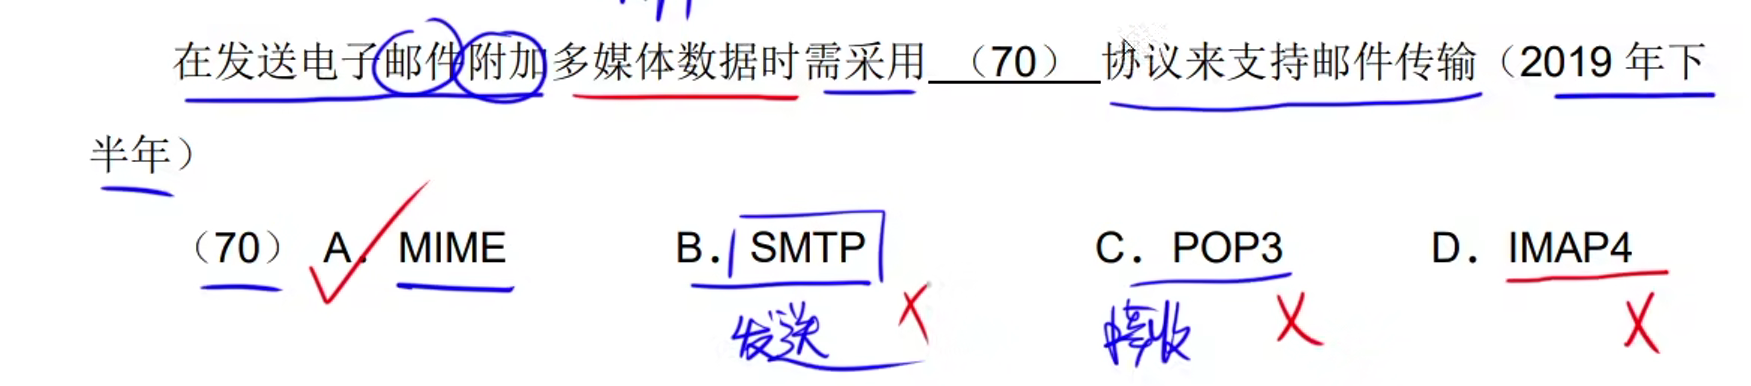 在发送电子邮件附加多媒体数据时需采用 （70） 协议来支持邮件传输（2019 年下
半年）
（70） A. MIME B. SMTP C. POP3 D. IMAP4
发送 接收